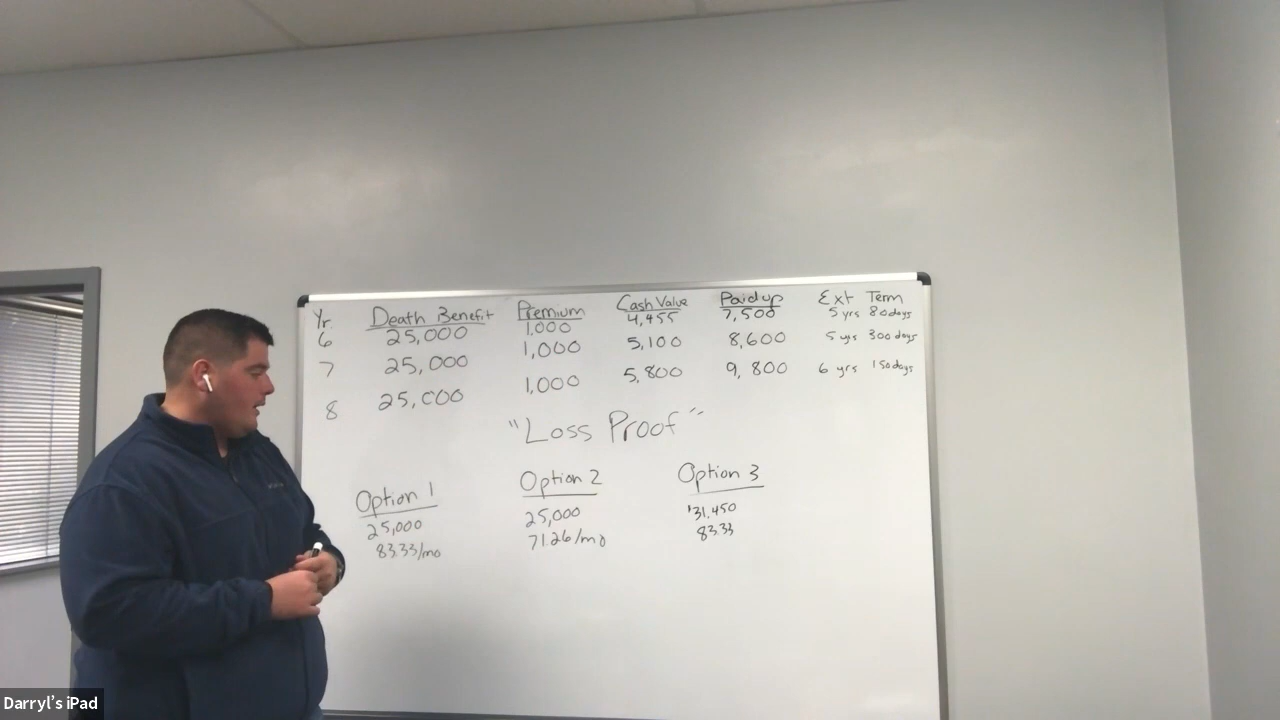 Yr Death Benefit Premium Cash Value Paid up Ext Term
6 25,000 1,000 4,455 7,500 5 yrs 80 days
7 25,000 1,000 5,100 8,600 5 yrs 300 days
8 25,000 1,000 5,800 9,800 6 yrs 150 days
"Loss Proof"
Option 1 Option 2 Option 3
25,000 25,000 31,450
83.33/mo 71.26/mo 83.33
Darryl's iPad